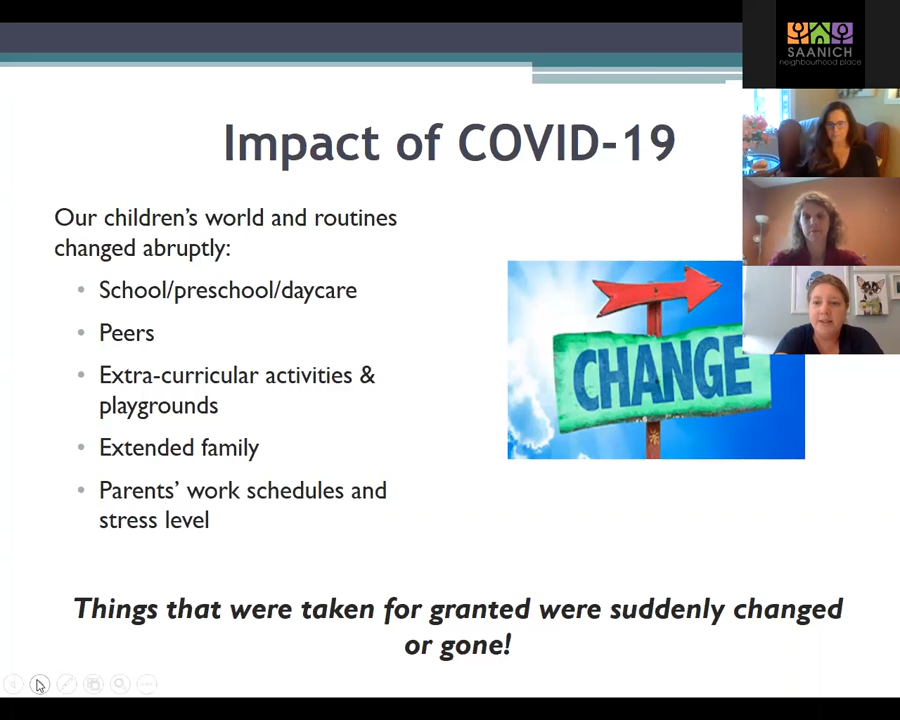 SAANICH
neighbourhood place
Impact of COVID-19
Our children’s world and routines
changed abruptly:
• School/preschool/daycare
• Peers
• Extra-curricular activities &
playgrounds
• Extended family
• Parents’ work schedules and
stress level
CHANGE
Things that were taken for granted were suddenly changed
or gone!